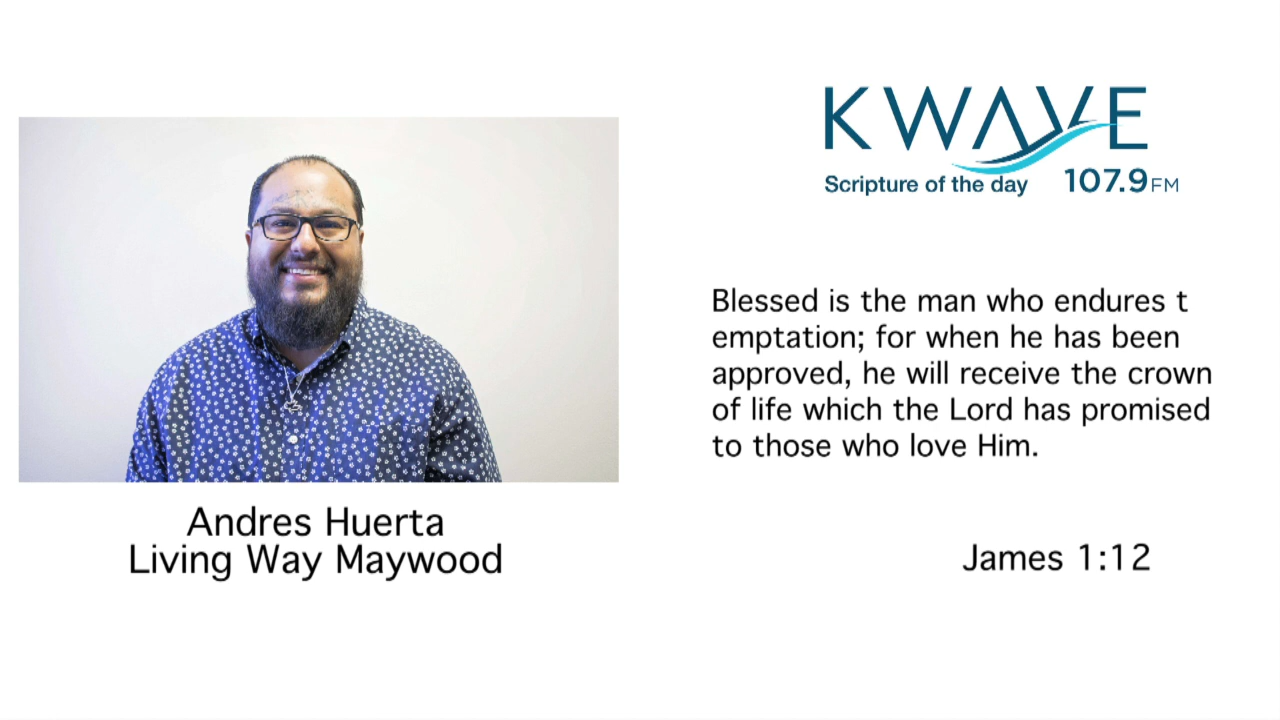 KWAVE
Scripture of the day 107.9 FM
Blessed is the man who endures t
emptation; for when he has been
approved, he will receive the crown
of life which the Lord has promised
to those who love Him.
James 1:12
Andres Huerta
Living Way Maywood